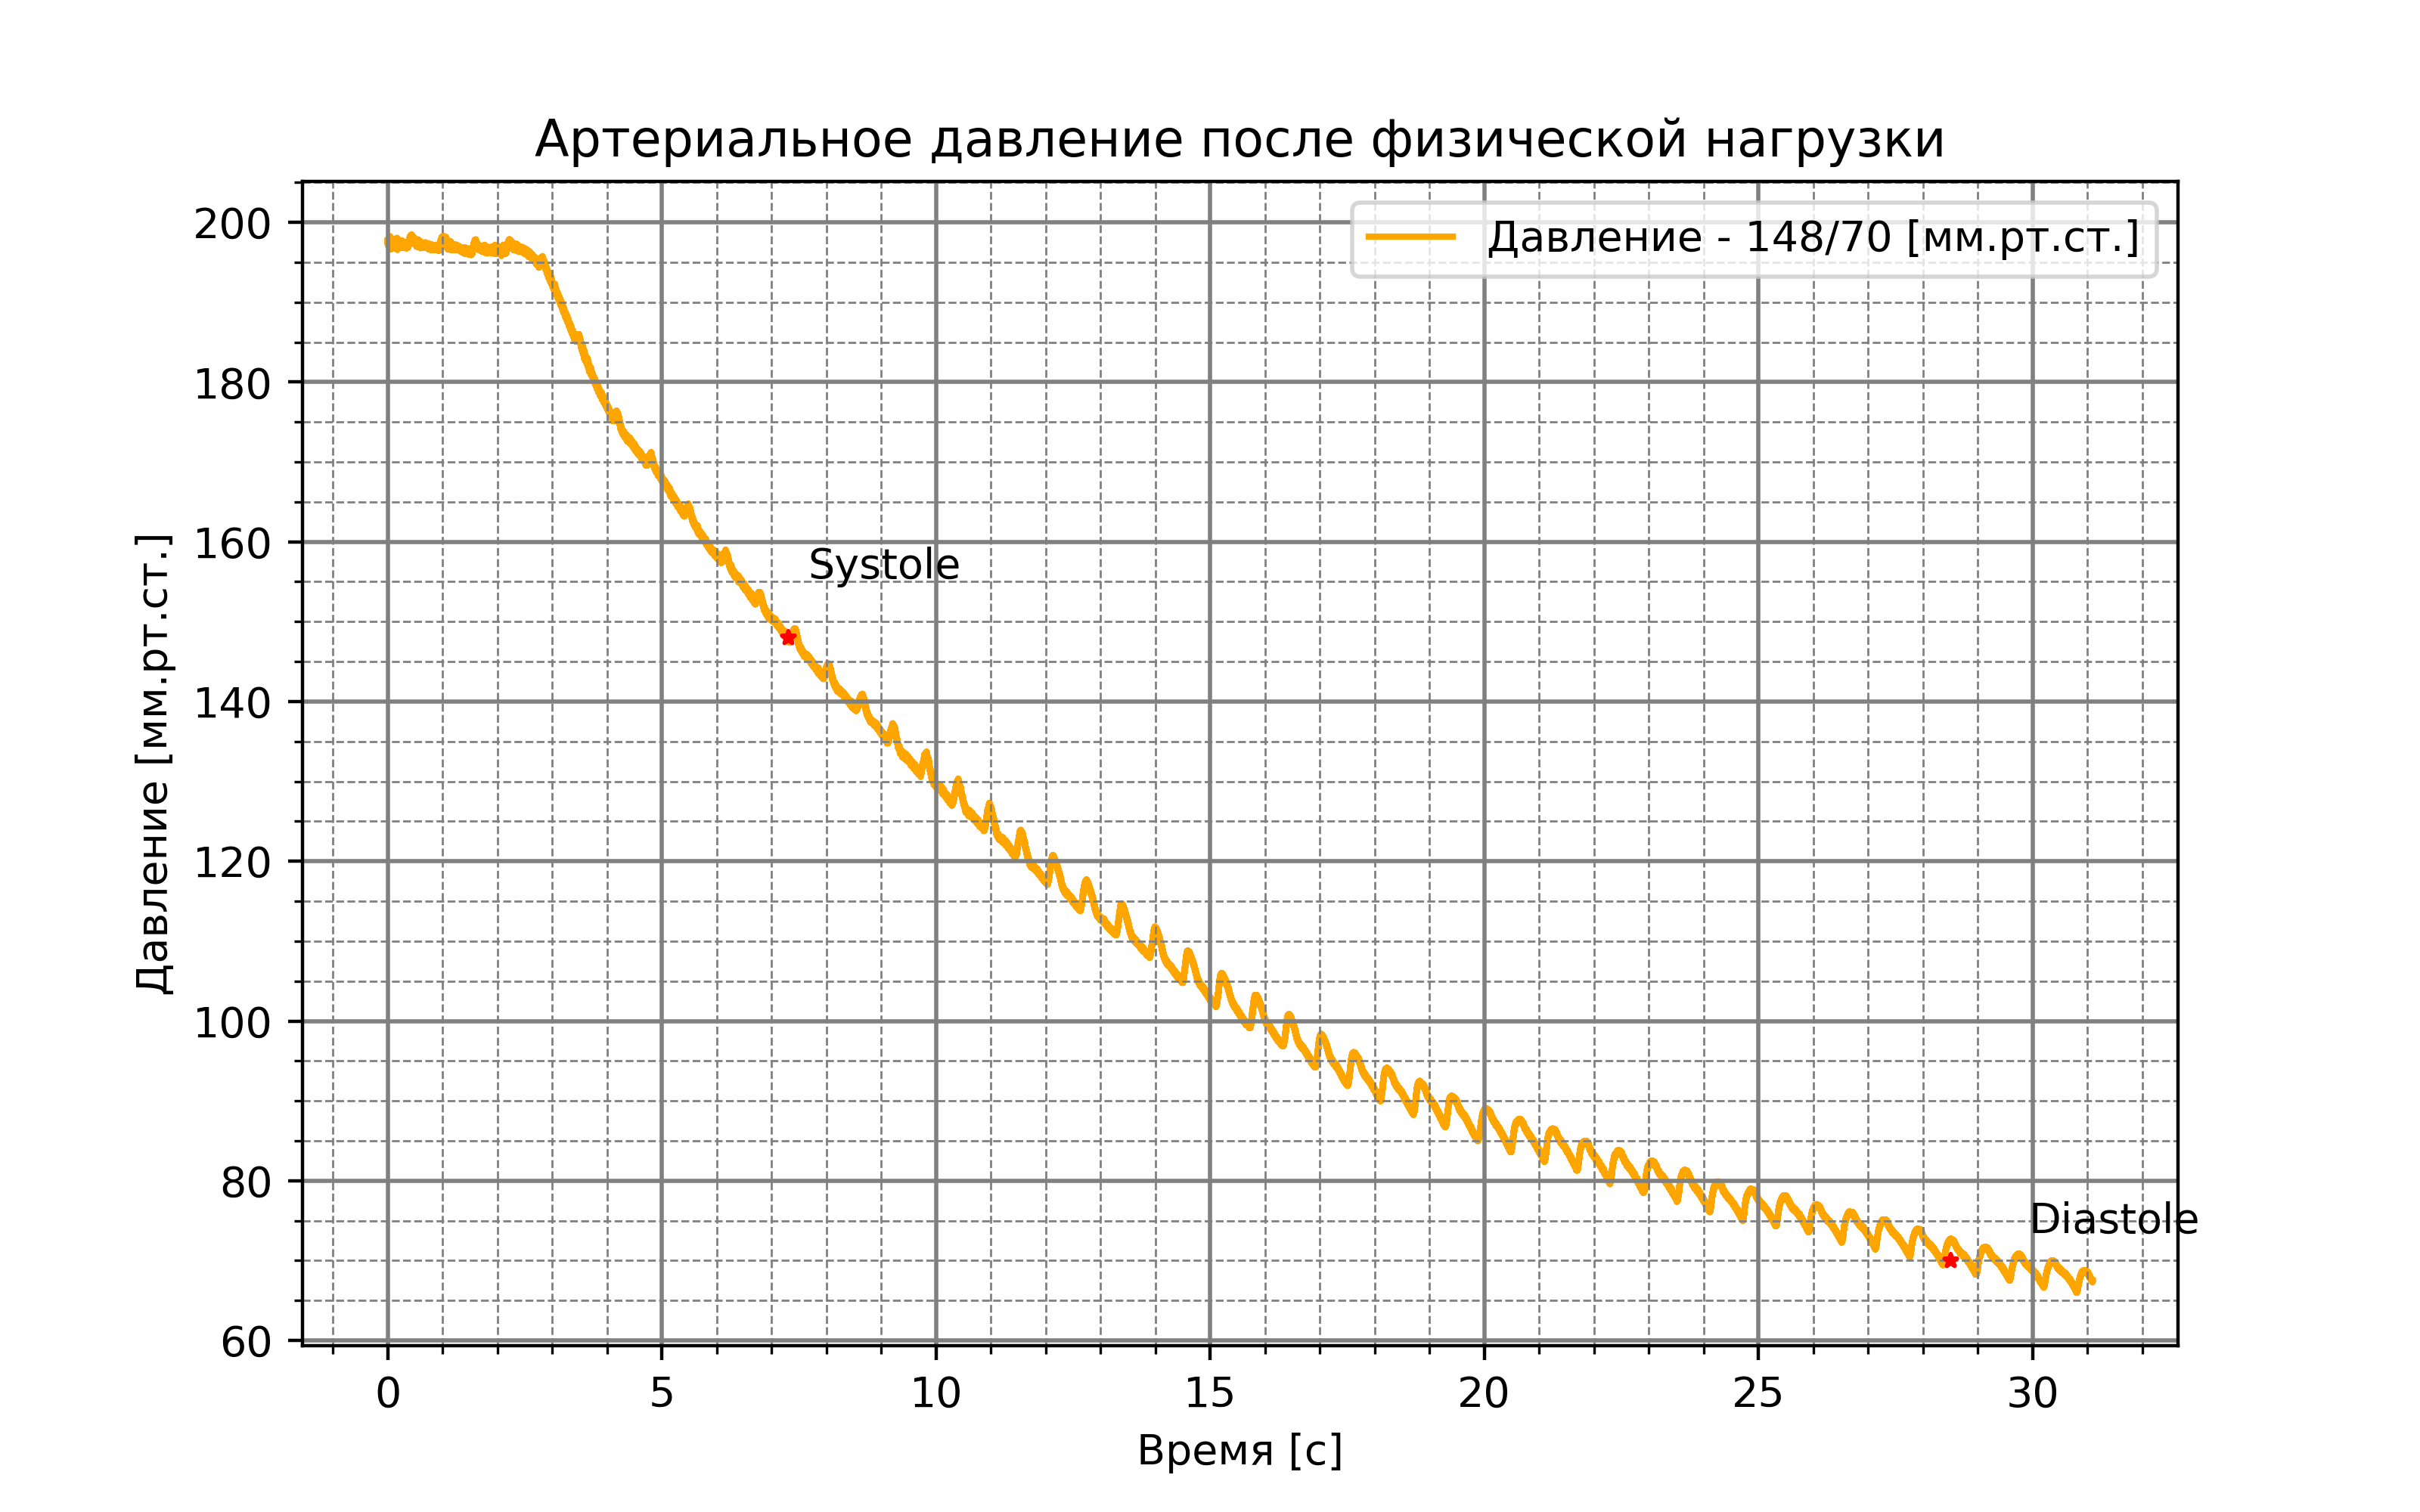 Артериальное давление после физической нагрузки
Давление - 148/70 [мм.рт.ст.]
Давление [мм.рт.ст.]
200
180
160
140
120
100
80
60
Systole
Diastole
0 5 10 15 20 25 30
Время [с]